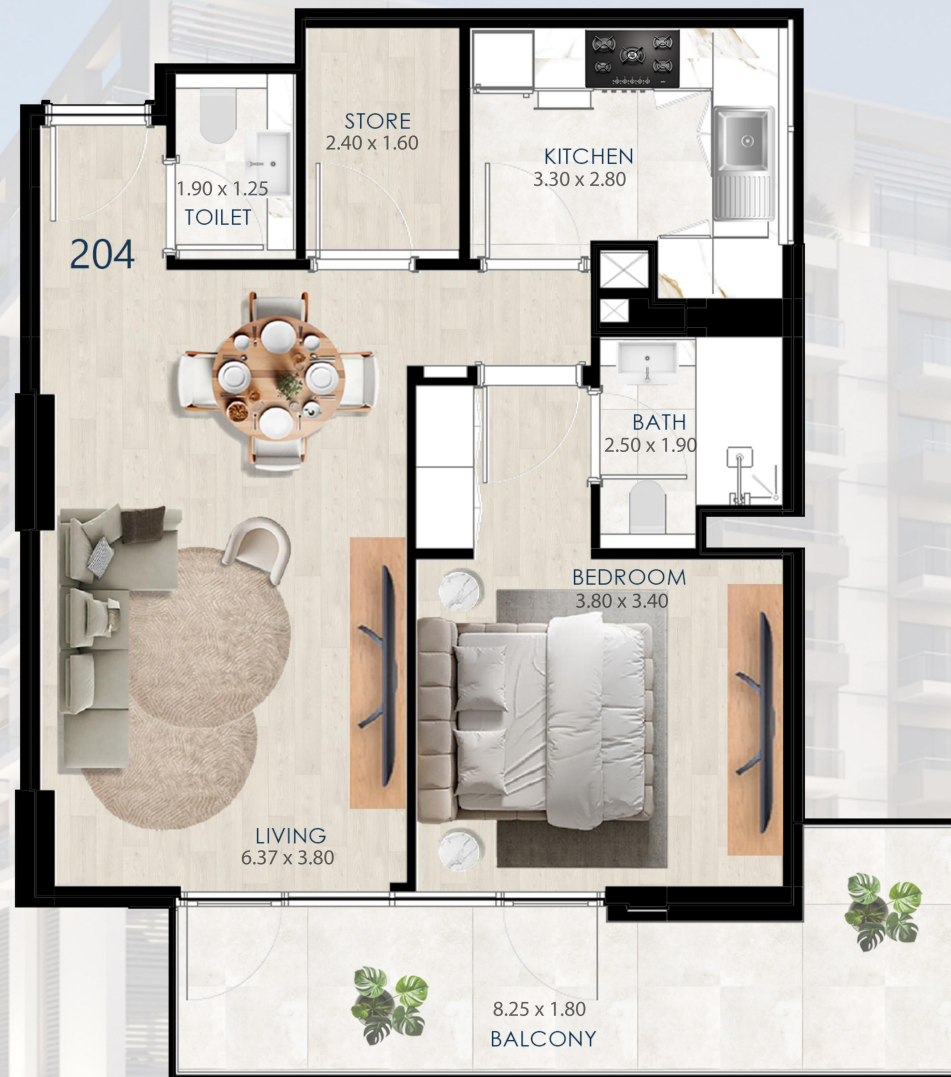 STORE
2.40 x 1.60
KITCHEN
3.30 x 2.80
1.90 x 1.25
TOILET
204
BATH
2.50 x 1.90
BEDROOM
3.80 x 3.40
LIVING
6.37 x 3.80
8.25 x 1.80
BALCONY